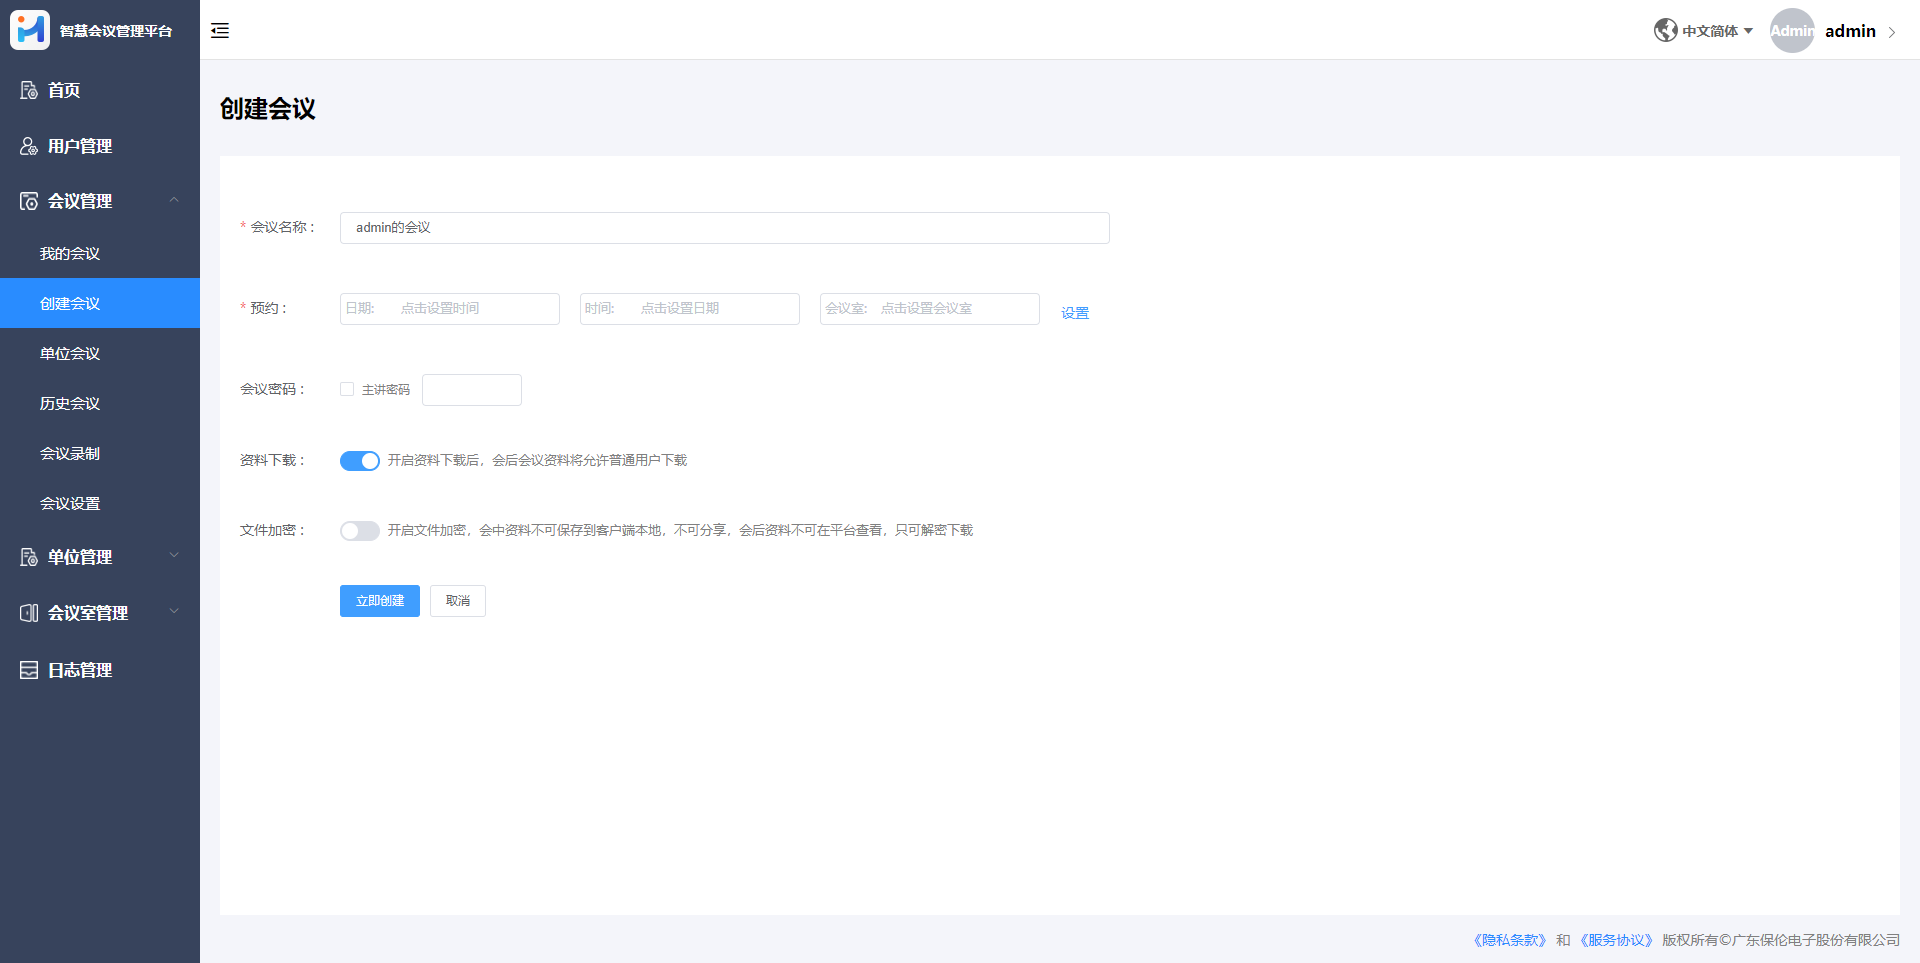 智慧会议管理平台
中文简体
Admin
admin
首页
用户管理
会议管理
我的会议
创建会议
单位会议
历史会议
会议录制
会议设置
单位管理
会议室管理
日志管理
创建会议
* 会议名称： admin的会议
* 预约： 日期: 点击设置时间 时间: 点击设置日期 会议室: 点击设置会议室 设置
会议密码： 主讲密码
资料下载： 开启资料下载后，会后会议资料将允许普通用户下载
文件加密： 开启文件加密，会中资料不可保存到客户端本地，不可分享，会后资料不可在平台查看，只可解密下载
立即创建 取消
《隐私条款》 和 《服务协议》 版权所有©广东保伦电子股份有限公司